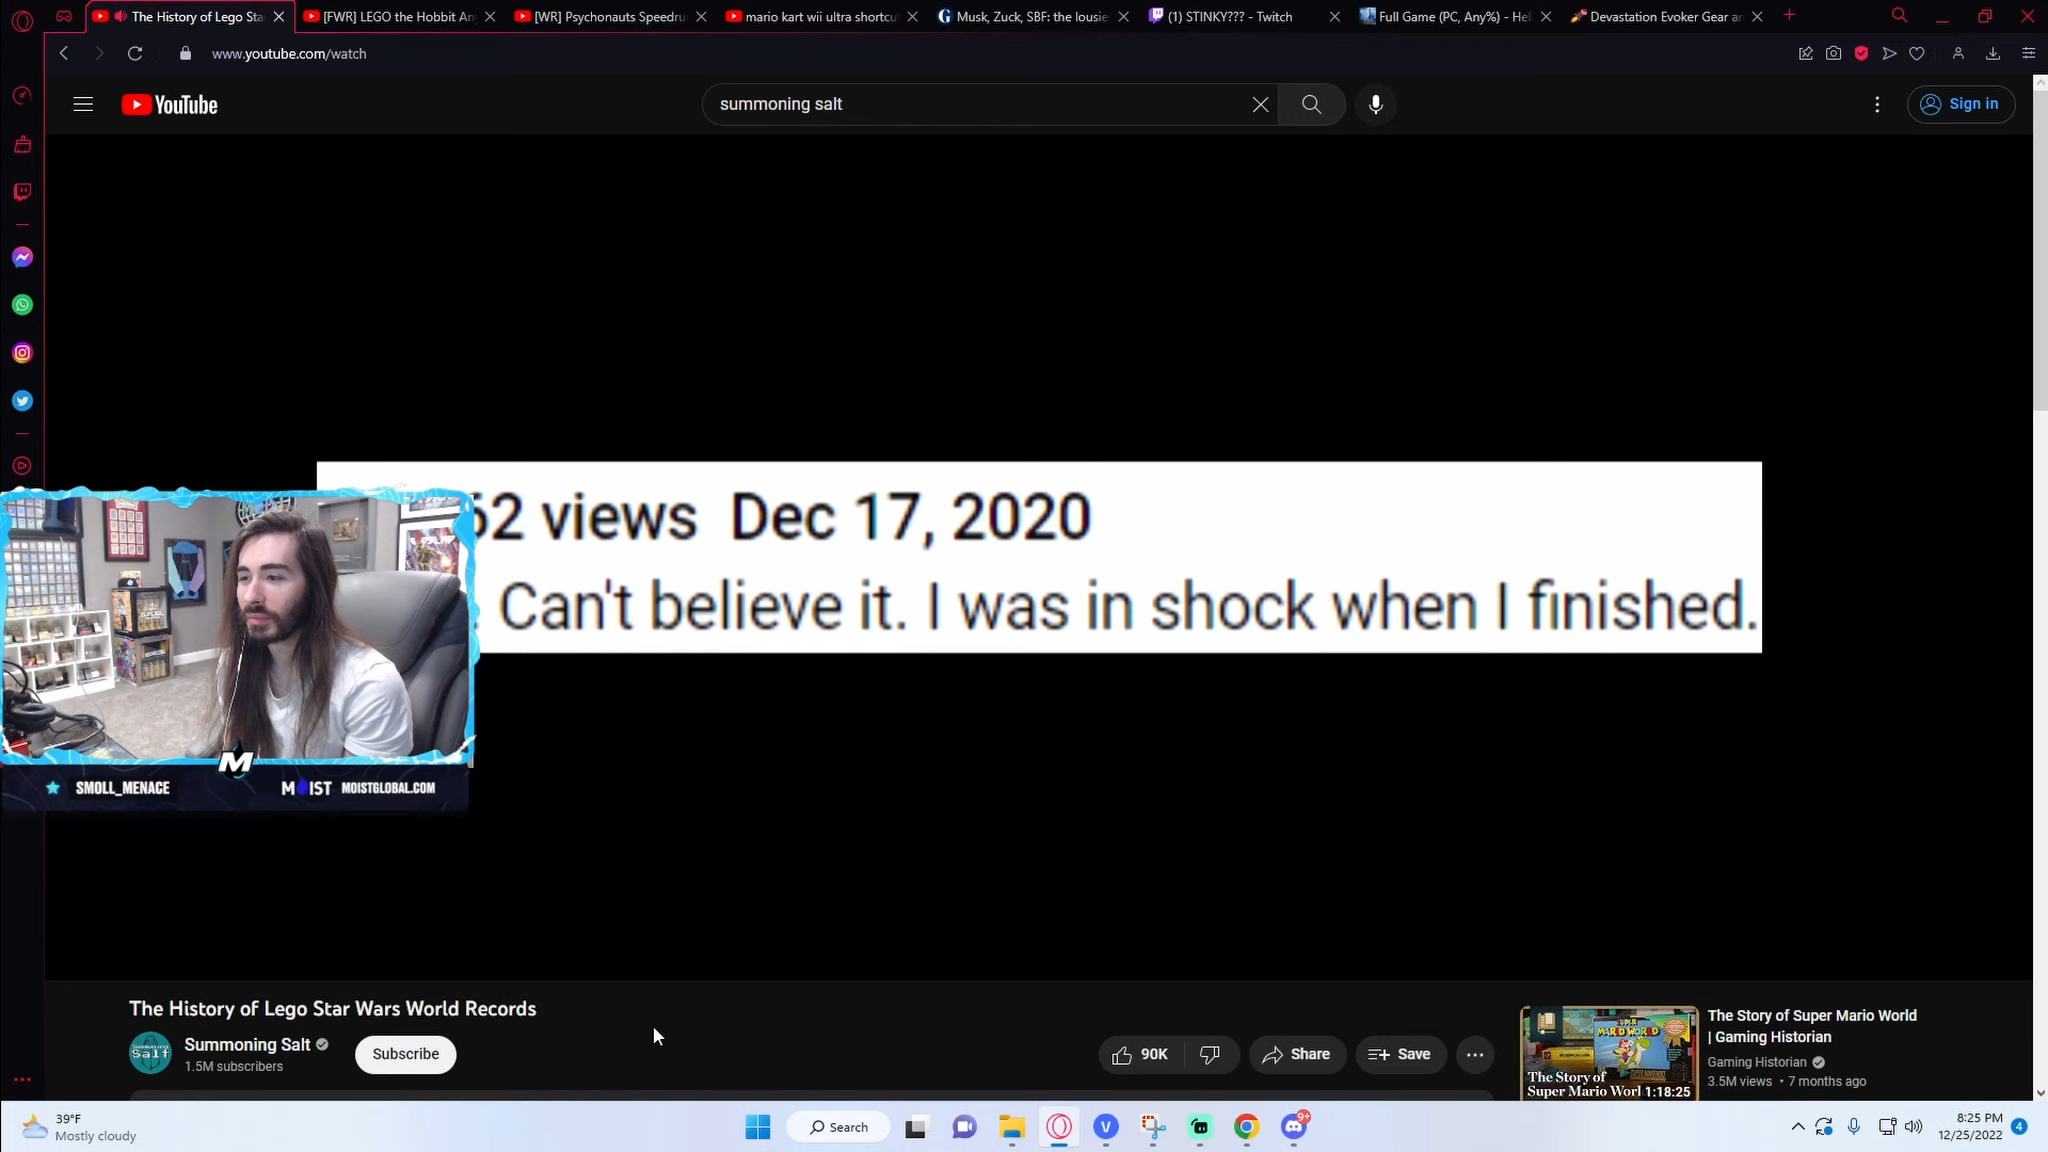 The History of Lego Sta
[FWR] LEGO the Hobbit An
[WR] Psychonauts Speedru
mario kart wii ultra shortcu
Musk, Zuck, SBF: the lousie
(1) STINKY??? - Twitch
Full Game (PC, Any%) - Hel
Devastation Evoker Gear a
www.youtube.com/watch
YouTube
summoning salt
Sign in
62 views Dec 17, 2020
. Can't believe it. I was in shock when I finished.
M
SMOLL_MENACE
MOIST
MOISTGLOBAL.COM
The History of Lego Star Wars World Records
Summoning Salt
Summoning Salt
1.5M subscribers
Subscribe
90K
Share
Save
The Story of
Super Mario Worl
1:18:25
The Story of Super Mario World
| Gaming Historian
Gaming Historian
3.5M views • 7 months ago
39°F
Mostly cloudy
Search
V
9+
8:25 PM
12/25/2022
4